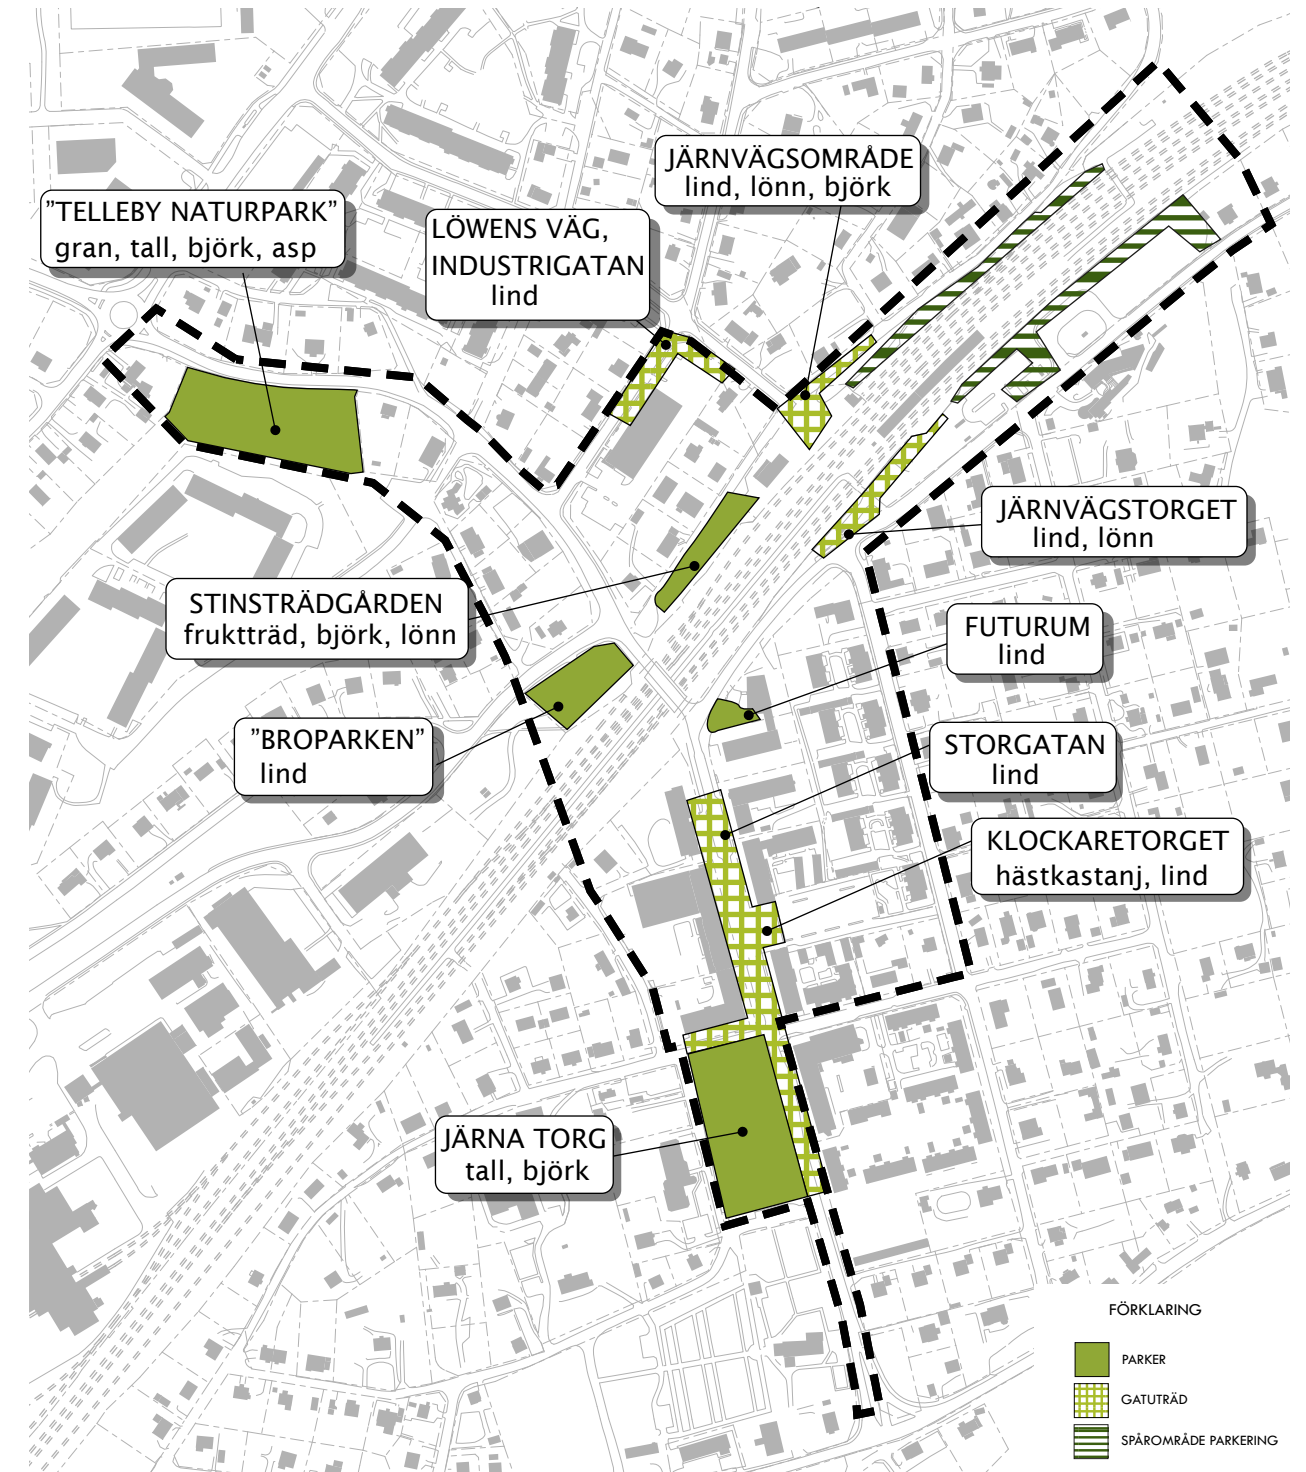 JÄRNVÄGSOMRÅDE
lind, lönn, björk
"TELLEBY NATURPARK"
gran, tall, björk, asp
LÖWENS VÄG,
INDUSTRIGATAN
lind
JÄRNVÄGSTORGET
lind, lönn
STINSTRÄDGÅRDEN
fruktträd, björk, lönn
FUTURUM
lind
"BROPARKEN"
lind
STORGATAN
lind
KLOCKARETORGET
hästkastanj, lind
JÄRNA TORG
tall, björk
FÖRKLARING
PARKER
GATUTRÄD
SPÅROMRÅDE PARKERING